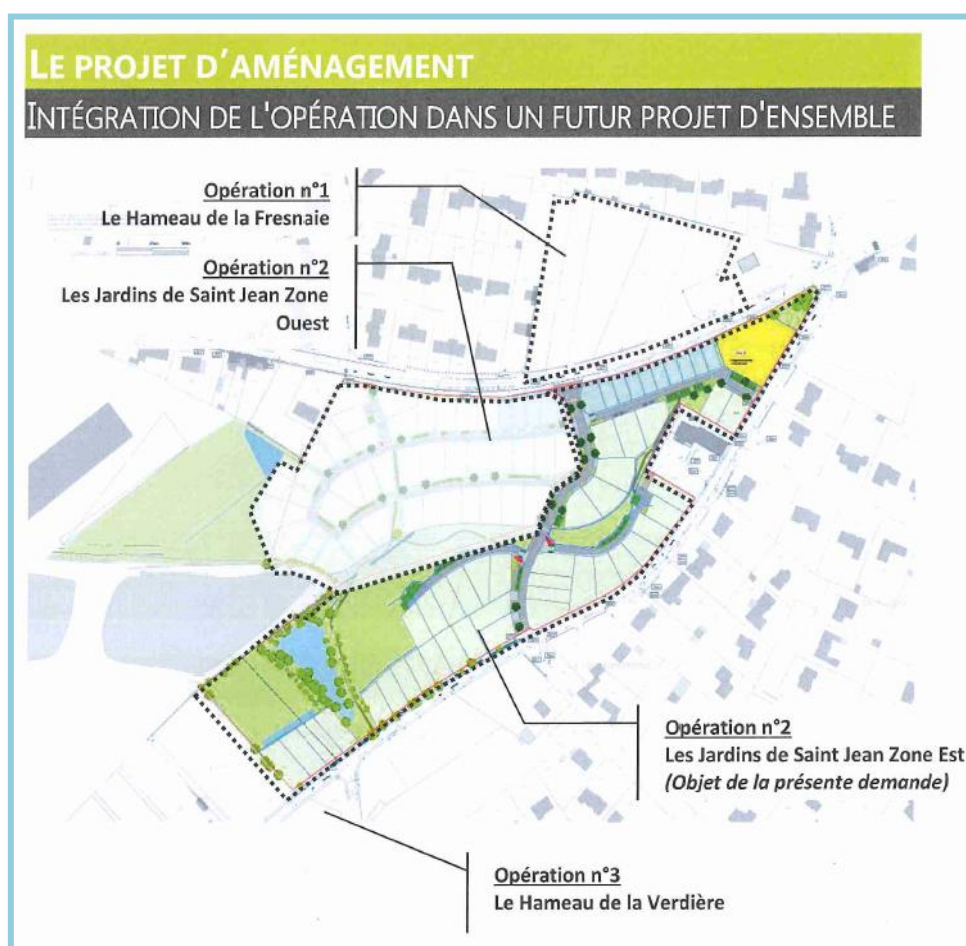 LE PROJET D'AMÉNAGEMENT
INTÉGRATION DE L'OPÉRATION DANS UN FUTUR PROJET D'ENSEMBLE
Opération n°1
Le Hameau de la Fresnaie
Opération n°2
Les Jardins de Saint Jean Zone
Ouest
Opération n°2
Les Jardins de Saint Jean Zone Est
(Objet de la présente demande)
Opération n°3
Le Hameau de la Verdière